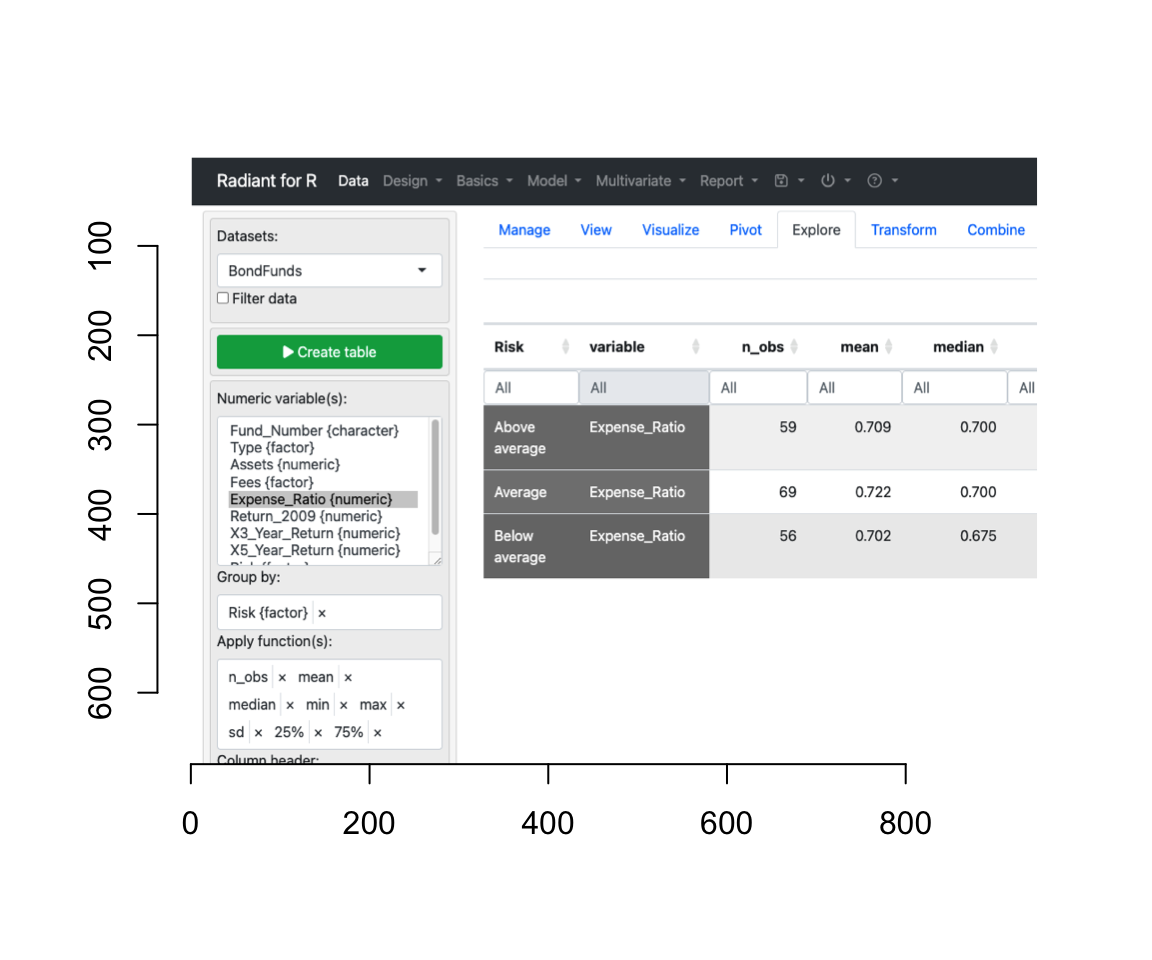 Radiant for R Data Design Basics Model Multivariate Report
Datasets:
BondFunds
Filter data
Create table
Numeric variable(s):
Fund_Number {character}
Type {factor}
Assets {numeric}
Fees {factor}
Expense_Ratio {numeric}
Return_2009 {numeric}
X3_Year_Return {numeric}
X5_Year_Return {numeric}
Group by:
Risk {factor} ×
Apply function(s):
n_obs × mean ×
median × min × max ×
sd × 25% × 75% ×
Column header:
Manage View Visualize Pivot Explore Transform Combine
Risk variable n_obs mean median
All All All All All All
Above average Expense_Ratio 59 0.709 0.700
Average Expense_Ratio 69 0.722 0.700
Below average Expense_Ratio 56 0.702 0.675
100
200
300
400
500
600
0 200 400 600 800